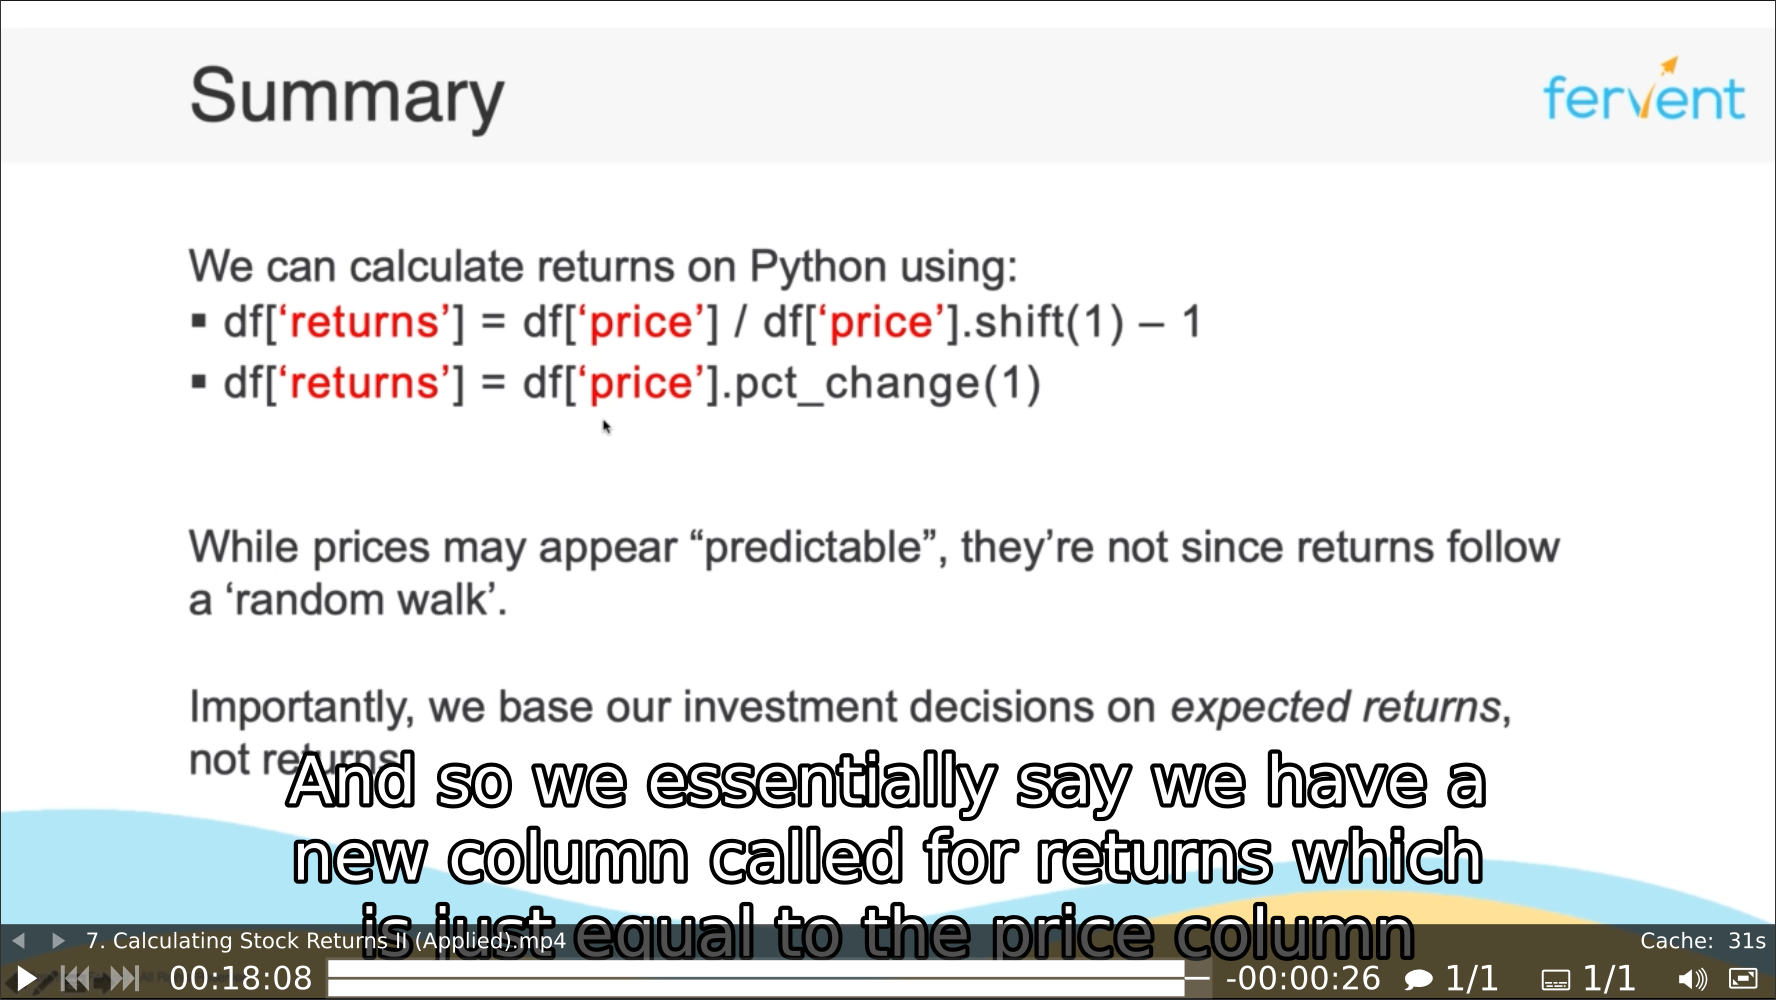 Summary
fervent
We can calculate returns on Python using:
▪ df[‘returns’] = df[‘price’] / df[‘price’].shift(1) – 1
▪ df[‘returns’] = df[‘price’].pct_change(1)
While prices may appear “predictable”, they’re not since returns follow
a ‘random walk’.
Importantly, we base our investment decisions on expected returns,
not returns
And so we essentially say we have a
new column called for returns which
is just equal to the price column
7. Calculating Stock Returns II (Applied).mp4
Cache: 31s
00:18:08
-00:00:26
1/1
1/1